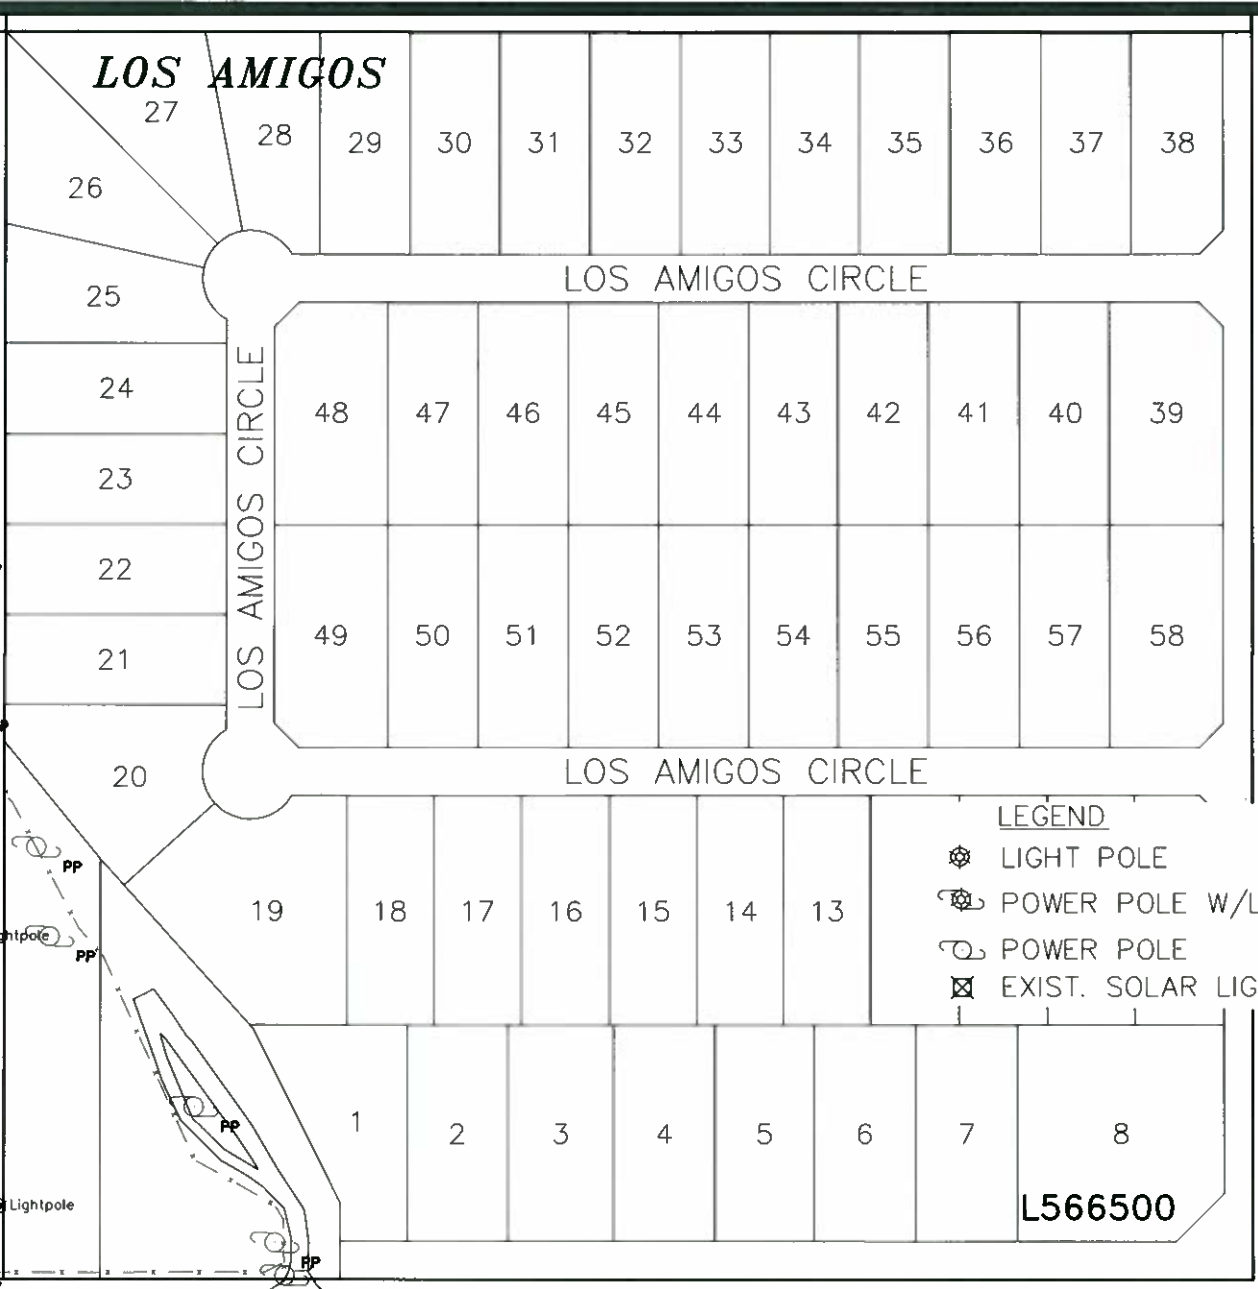 LOS AMIGOS
27
28 29 30 31 32 33 34 35 36 37 38
26
LOS AMIGOS CIRCLE
25
24
LOS AMIGOS CIRCLE
48 47 46 45 44 43 42 41 40 39
23
22
49 50 51 52 53 54 55 56 57 58
21
20
LOS AMIGOS CIRCLE
LEGEND
LIGHT POLE
POWER POLE W/L
POWER POLE
EXIST. SOLAR LIG
PP
19 18 17 16 15 14 13
htpole
PP
1 2 3 4 5 6 7 8
PP
Lightpole
L566500
PP